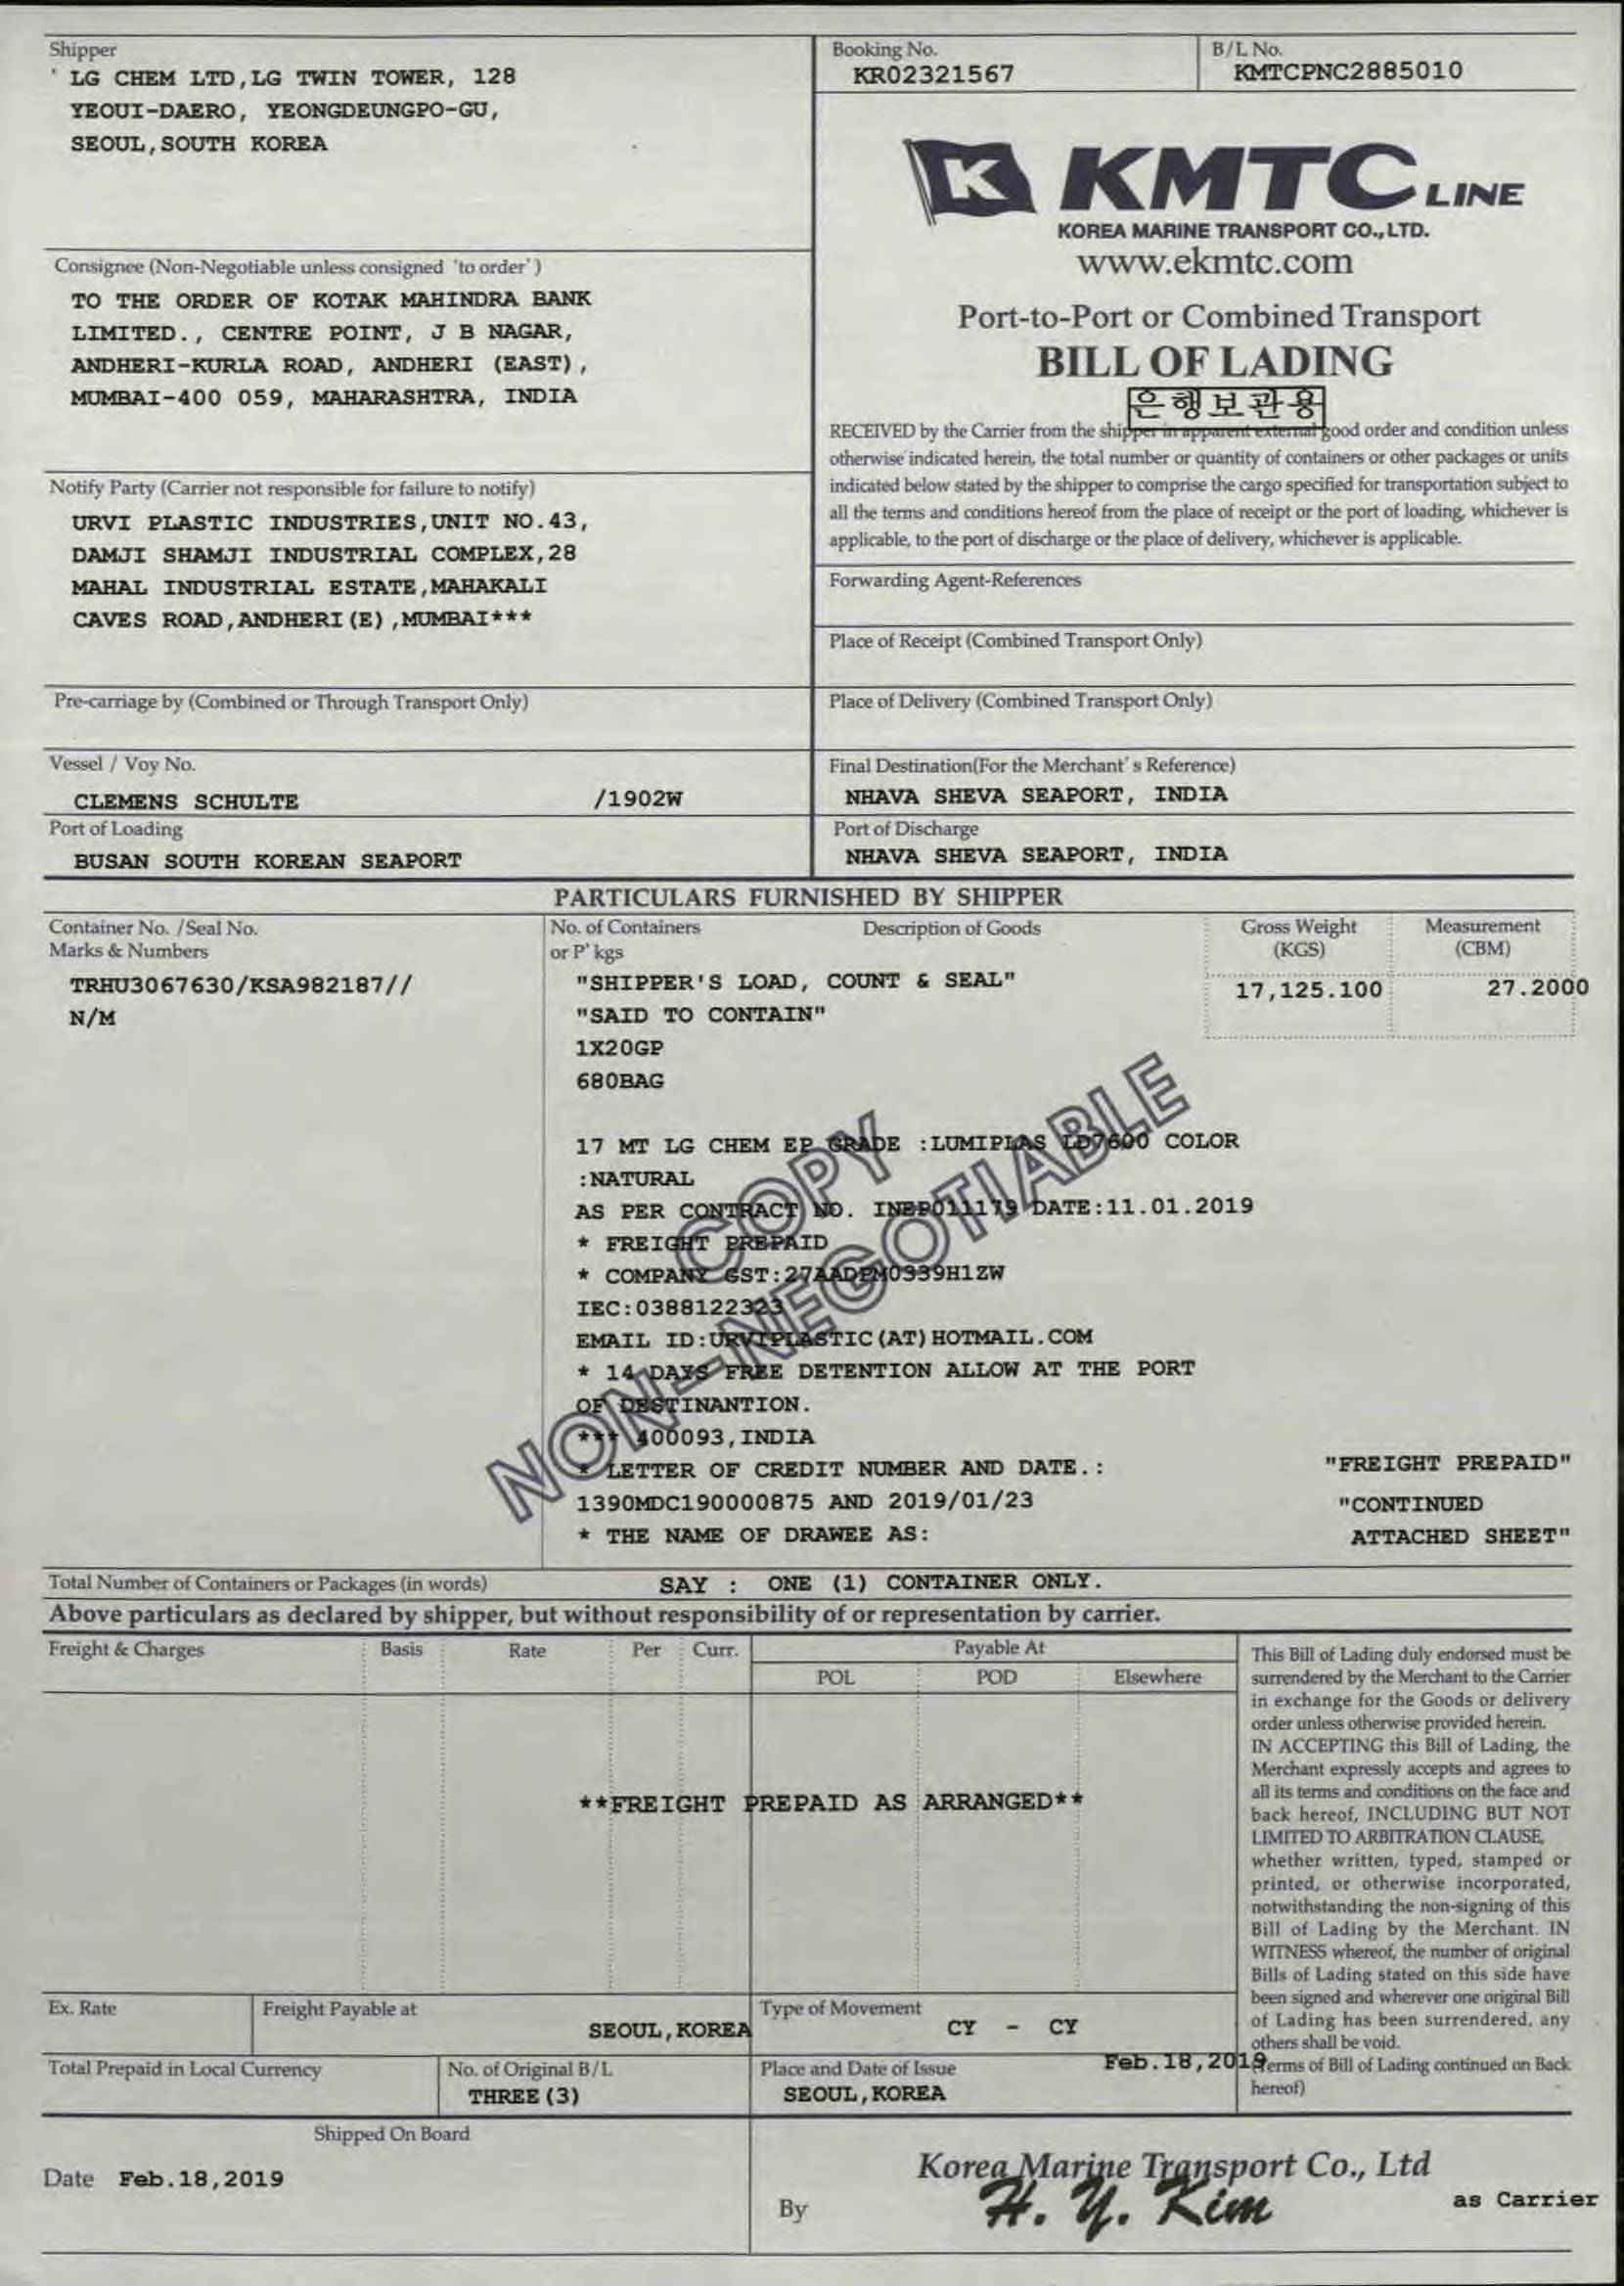 Shipper
LG CHEM LTD,LG TWIN TOWER, 128
YEOUI-DAERO, YEONGDEUNGPO-GU,
SEOUL,SOUTH KOREA
Booking No.
KR02321567
B/L No.
KMTCPNC2885010
K KMTC LINE
KOREA MARINE TRANSPORT CO.,LTD.
www.ekmtc.com
Port-to-Port or Combined Transport
BILL OF LADING
은행보관용
Consignee (Non-Negotiable unless consigned 'to order')
TO THE ORDER OF KOTAK MAHINDRA BANK
LIMITED., CENTRE POINT, J B NAGAR,
ANDHERI-KURLA ROAD, ANDHERI (EAST),
MUMBAI-400 059, MAHARASHTRA, INDIA
RECEIVED by the Carrier from the shipper in apparent external good order and condition unless
otherwise indicated herein, the total number or quantity of containers or other packages or units
indicated below stated by the shipper to comprise the cargo specified for transportation subject to
all the terms and conditions hereof from the place of receipt or the port of loading, whichever is
applicable, to the port of discharge or the place of delivery, whichever is applicable.
Notify Party (Carrier not responsible for failure to notify)
URVI PLASTIC INDUSTRIES,UNIT NO.43,
DAMJI SHAMJI INDUSTRIAL COMPLEX,28
MAHAL INDUSTRIAL ESTATE,MAHAKALI
CAVES ROAD,ANDHERI(E),MUMBAI***
Forwarding Agent-References
Place of Receipt (Combined Transport Only)
Pre-carriage by (Combined or Through Transport Only)
Place of Delivery (Combined Transport Only)
Vessel / Voy No.
CLEMENS SCHULTE /1902W
Final Destination(For the Merchant's Reference)
NHAVA SHEVA SEAPORT, INDIA
Port of Loading
BUSAN SOUTH KOREAN SEAPORT
Port of Discharge
NHAVA SHEVA SEAPORT, INDIA
PARTICULARS FURNISHED BY SHIPPER
Container No. /Seal No.
Marks & Numbers
No. of Containers
or P'kgs
Description of Goods
Gross Weight
(KGS)
Measurement
(CBM)
TRHU3067630/KSA982187//
N/M
"SHIPPER'S LOAD, COUNT & SEAL"
"SAID TO CONTAIN"
1X20GP
680BAG
17,125.100
27.2000
17 MT LG CHEM EP GRADE :LUMIPLAS LD7600 COLOR
:NATURAL
AS PER CONTRACT NO. INEP011179 DATE:11.01.2019
* FREIGHT PREPAID
* COMPANY GST:27AADPM0339H1ZW
IEC:0388122323
EMAIL ID:URVIPLASTIC(AT)HOTMAIL.COM
* 14 DAYS FREE DETENTION ALLOW AT THE PORT
OF DESTINANTION.
*** 400093,INDIA
* LETTER OF CREDIT NUMBER AND DATE.:
1390MDC190000875 AND 2019/01/23
* THE NAME OF DRAWEE AS:
COPY
NON-NEGOTIABLE
"FREIGHT PREPAID"
"CONTINUED
ATTACHED SHEET"
Total Number of Containers or Packages (in words) SAY : ONE (1) CONTAINER ONLY.
Above particulars as declared by shipper, but without responsibility of or representation by carrier.
Freight & Charges Basis Rate Per Curr. Payable At
POL POD Elsewhere
**FREIGHT PREPAID AS ARRANGED**
This Bill of Lading duly endorsed must be
surrendered by the Merchant to the Carrier
in exchange for the Goods or delivery
order unless otherwise provided herein.
IN ACCEPTING this Bill of Lading, the
Merchant expressly accepts and agrees to
all its terms and conditions on the face and
back hereof, INCLUDING BUT NOT
LIMITED TO ARBITRATION CLAUSE,
whether written, typed, stamped or
printed, or otherwise incorporated,
notwithstanding the non-signing of this
Bill of Lading by the Merchant. IN
WITNESS whereof, the number of original
Bills of Lading stated on this side have
been signed and wherever one original Bill
of Lading has been surrendered, any
others shall be void.
(Terms of Bill of Lading continued on Back
hereof)
Ex. Rate
Freight Payable at
SEOUL,KOREA
Type of Movement
CY - CY
Total Prepaid in Local Currency
No. of Original B/L
THREE(3)
Place and Date of Issue
Feb.18,2019
SEOUL,KOREA
Shipped On Board
Date Feb.18,2019
Korea Marine Transport Co., Ltd
By H. Y. Kim
as Carrier